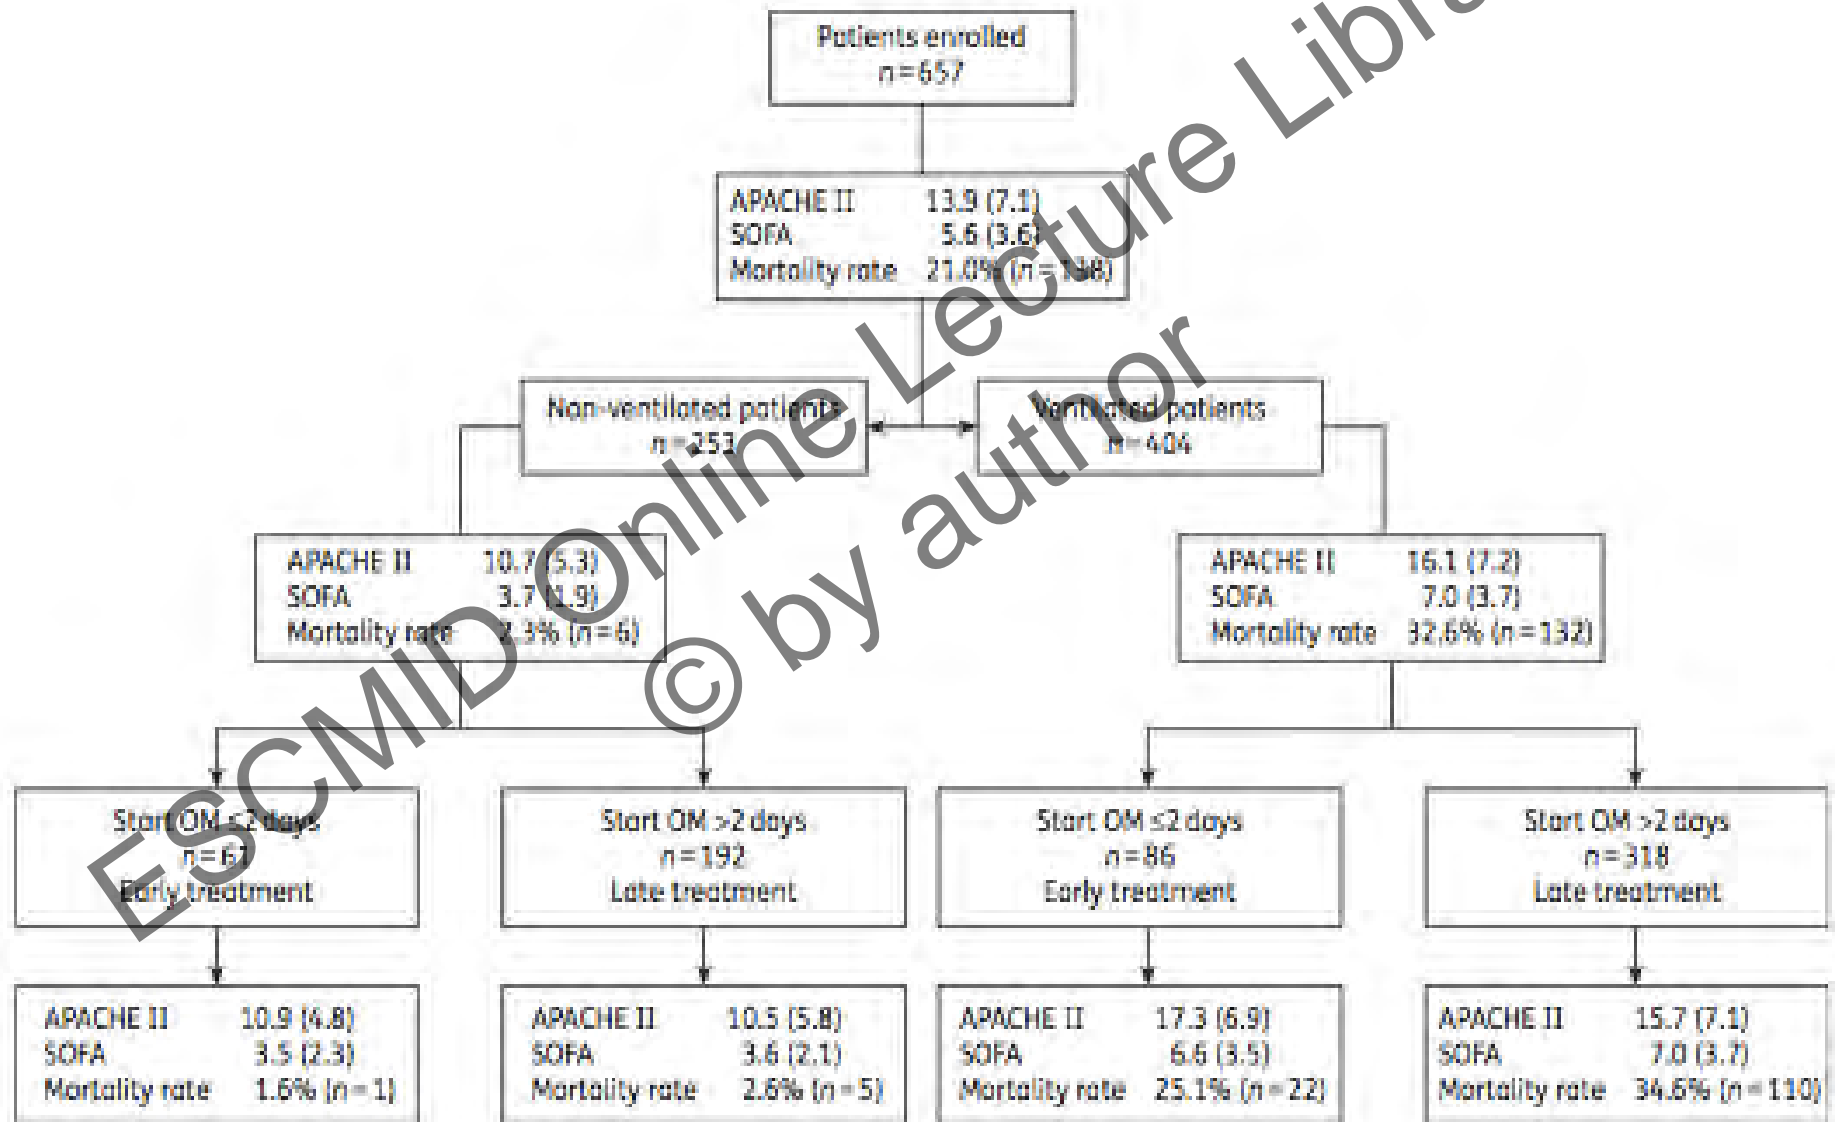 Patients enrolled
n=657
APACHE II 13.9 (7.1)
SOFA 5.6 (3.6)
Mortality rate 21.0% (n=138)
Non-ventilated patients
n=253
Ventilated patients
n=404
APACHE II 10.7 (5.3)
SOFA 3.7 (1.9)
Mortality rate 2.3% (n=6)
APACHE II 16.1 (7.2)
SOFA 7.0 (3.7)
Mortality rate 32.6% (n=132)
Start OM ≤2 days
n=61
Early treatment
Start OM >2 days
n=192
Late treatment
Start OM ≤2 days
n=86
Early treatment
Start OM >2 days
n=318
Late treatment
APACHE II 10.9 (4.8)
SOFA 3.5 (2.3)
Mortality rate 1.6% (n=1)
APACHE II 10.5 (5.8)
SOFA 3.6 (2.1)
Mortality rate 2.6% (n=5)
APACHE II 17.3 (6.9)
SOFA 6.6 (3.5)
Mortality rate 25.1% (n=22)
APACHE II 15.7 (7.1)
SOFA 7.0 (3.7)
Mortality rate 34.6% (n=110)
ESCMID Online Lecture
© by author